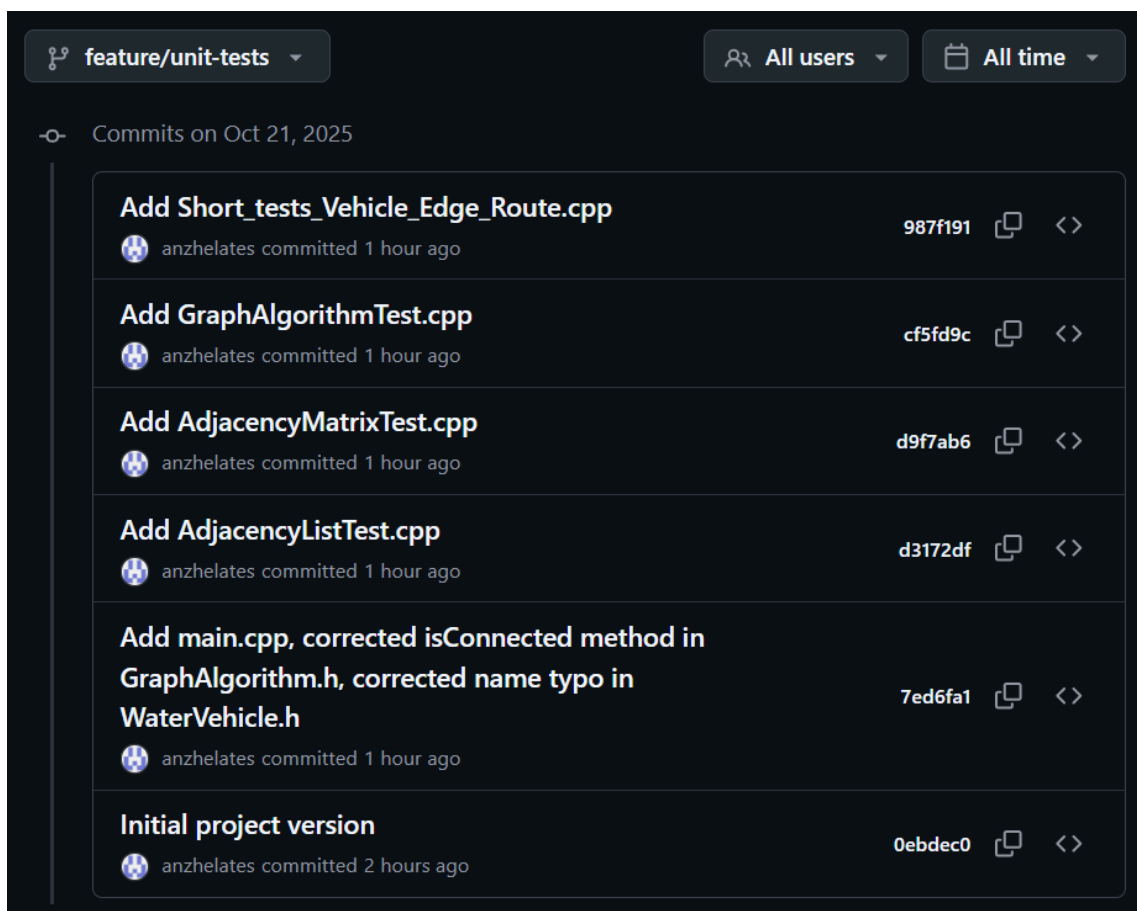 feature/unit-tests
All users
All time
Commits on Oct 21, 2025
Add Short_tests_Vehicle_Edge_Route.cpp
987f191
anzhelates committed 1 hour ago
Add GraphAlgorithmTest.cpp
cf5fd9c
anzhelates committed 1 hour ago
Add AdjacencyMatrixTest.cpp
d9f7ab6
anzhelates committed 1 hour ago
Add AdjacencyListTest.cpp
d3172df
anzhelates committed 1 hour ago
Add main.cpp, corrected isConnected method in
GraphAlgorithm.h, corrected name typo in
WaterVehicle.h
7ed6fa1
anzhelates committed 1 hour ago
Initial project version
0ebdec0
anzhelates committed 2 hours ago